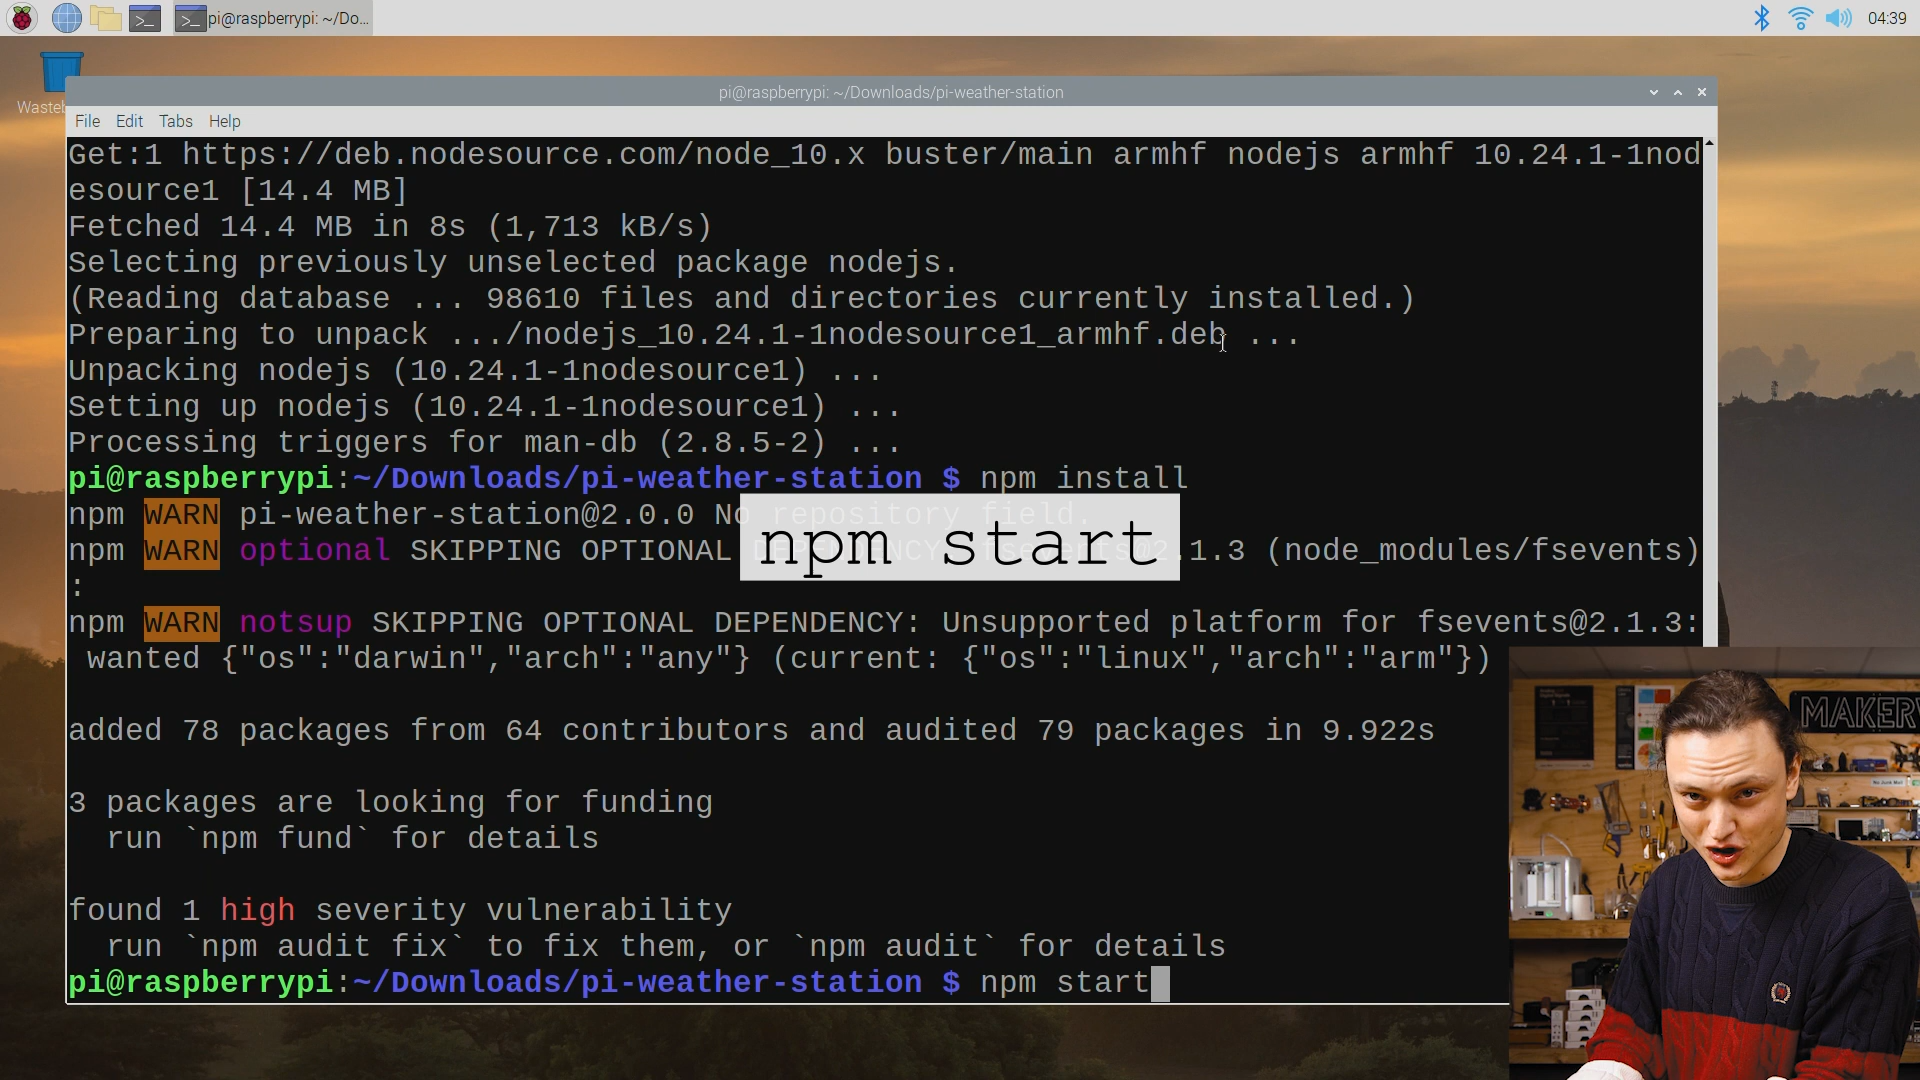 pi@raspberrypi: ~/Do...
04:39
pi@raspberrypi: ~/Downloads/pi-weather-station
File Edit Tabs Help
Get:1 https://deb.nodesource.com/node_10.x buster/main armhf nodejs armhf 10.24.1-1nod
esource1 [14.4 MB]
Fetched 14.4 MB in 8s (1,713 kB/s)
Selecting previously unselected package nodejs.
(Reading database ... 98610 files and directories currently installed.)
Preparing to unpack .../nodejs_10.24.1-1nodesource1_armhf.deb ...
Unpacking nodejs (10.24.1-1nodesource1) ...
Setting up nodejs (10.24.1-1nodesource1) ...
Processing triggers for man-db (2.8.5-2) ...
pi@raspberrypi:~/Downloads/pi-weather-station $ npm install
npm WARN pi-weather-station@2.0.0 No repository field.
npm WARN optional SKIPPING OPTIONAL DEPENDENCY: fsevents@2.1.3 (node_modules/fsevents)
:
npm start
npm WARN notsup SKIPPING OPTIONAL DEPENDENCY: Unsupported platform for fsevents@2.1.3:
wanted {"os":"darwin","arch":"any"} (current: {"os":"linux","arch":"arm"})
added 78 packages from 64 contributors and audited 79 packages in 9.922s
3 packages are looking for funding
run `npm fund` for details
found 1 high severity vulnerability
run `npm audit fix` to fix them, or `npm audit` for details
pi@raspberrypi:~/Downloads/pi-weather-station $ npm start
MAKERV
No Junk Mail